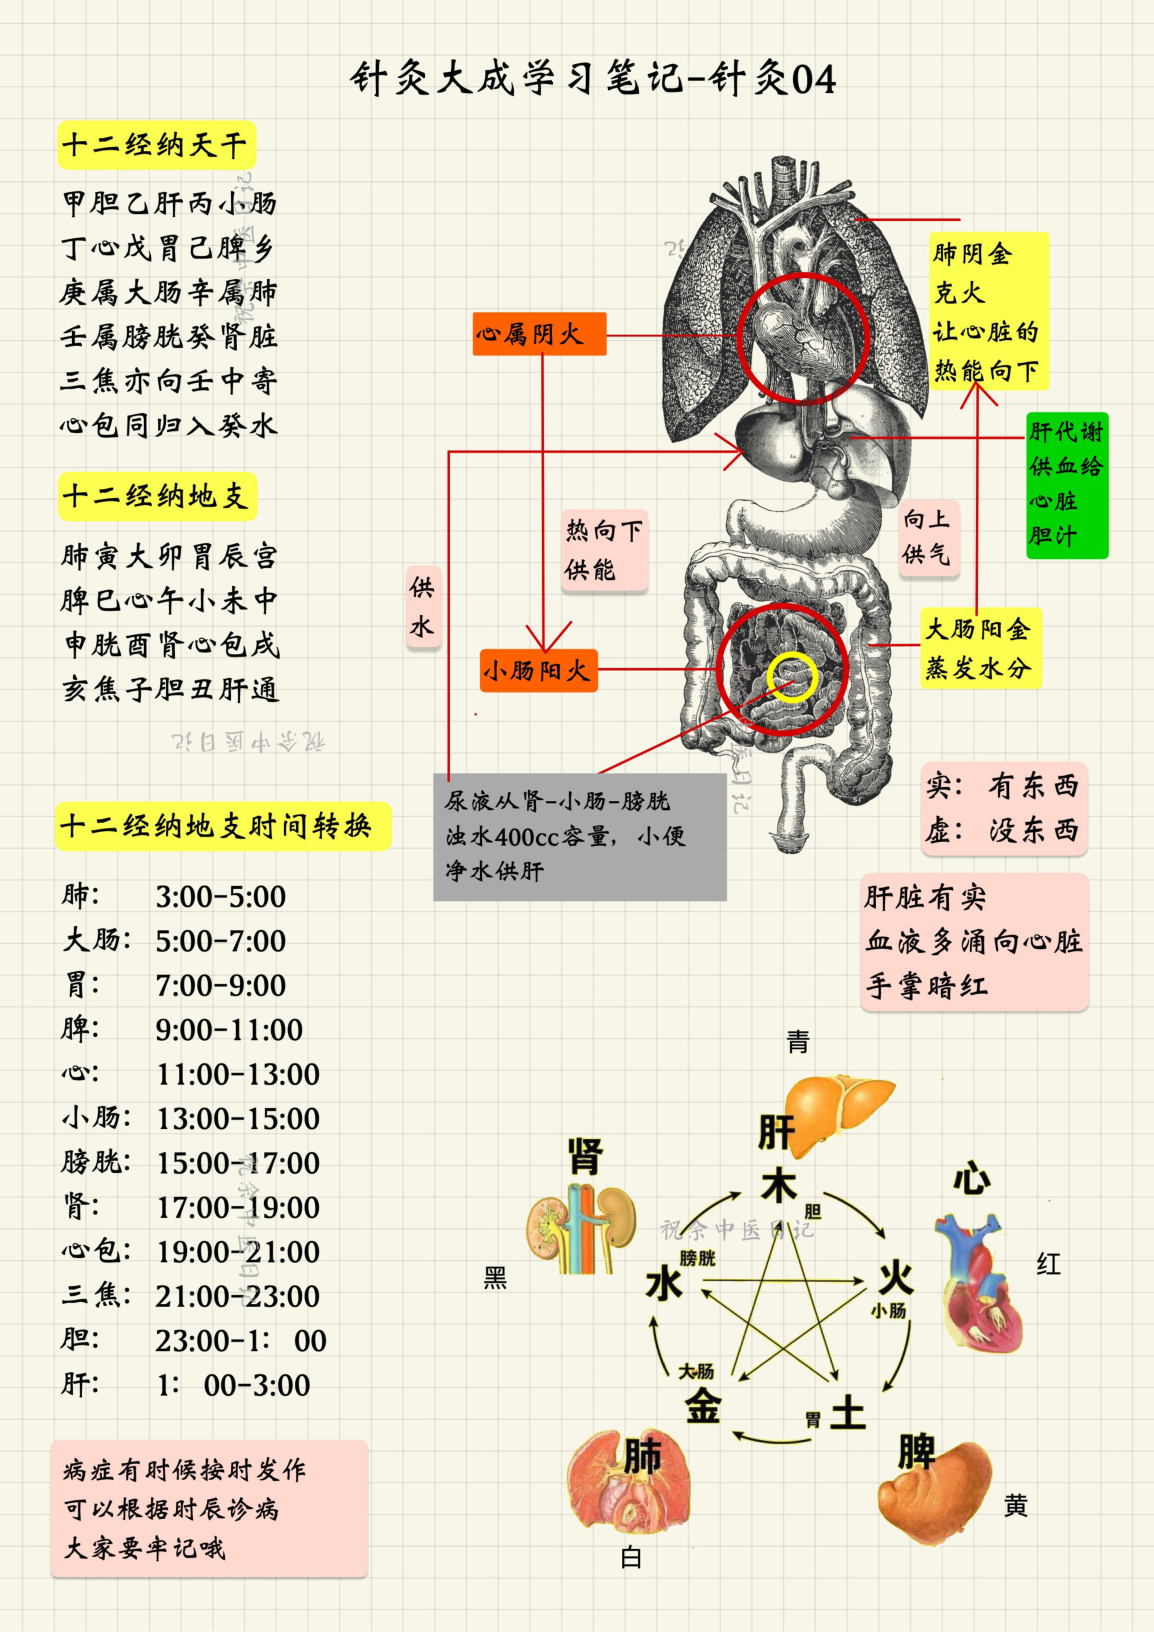 针灸大成学习笔记-针灸04
十二经纳天干
甲胆乙肝丙小肠
丁心戊胃己脾乡
庚属大肠辛属肺
壬属膀胱癸肾脏
三焦亦向壬中寄
心包同归入癸水
十二经纳地支
肺寅大卯胃辰宫
脾巳心午小未中
申胱酉肾心包戌
亥焦子胆丑肝通
祝余中医日记
十二经纳地支时间转换
肺： 3:00-5:00
大肠： 5:00-7:00
胃： 7:00-9:00
脾： 9:00-11:00
心： 11:00-13:00
小肠： 13:00-15:00
膀胱： 15:00-17:00
肾： 17:00-19:00
心包： 19:00-21:00
三焦： 21:00-23:00
胆： 23:00-1：00
肝： 1：00-3:00
病症有时候按时发作
可以根据时辰诊病
大家要牢记哦
心属阴火
热向下
供能
供
水
小肠阳火
尿液从肾-小肠-膀胱
浊水400cc容量，小便
净水供肝
肺阴金
克火
让心脏的
热能向下
肝代谢
供血给
心脏
胆汁
向上
供气
大肠阳金
蒸发水分
实： 有东西
虚： 没东西
肝脏有实
血液多涌向心脏
手掌暗红
青
肝
木
胆
肾
心
祝余中医日记
膀胱
水
火
小肠
黑
红
大肠
金
胃
土
肺
脾
黄
白